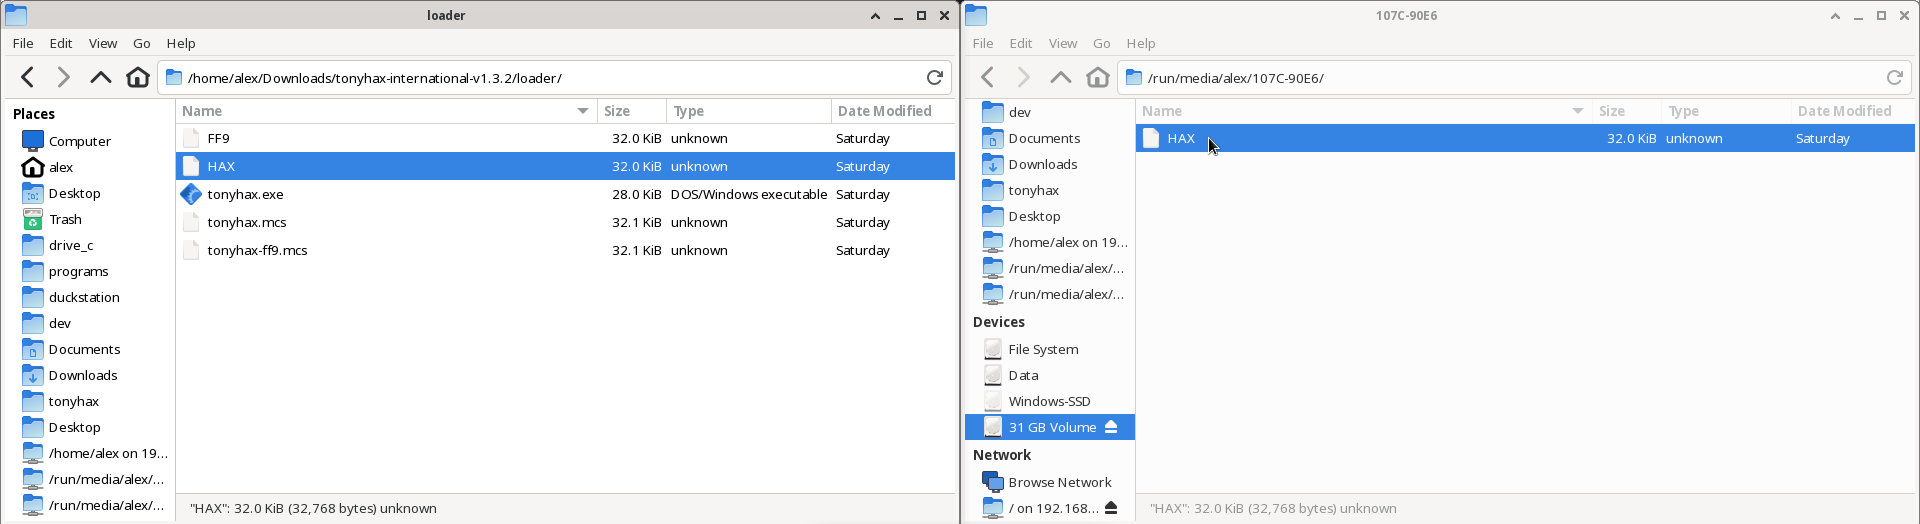 loader
File Edit View Go Help
/home/alex/Downloads/tonyhax-international-v1.3.2/loader/
Places
Computer
alex
Desktop
Trash
drive_c
programs
duckstation
dev
Documents
Downloads
tonyhax
Desktop
/home/alex on 19...
/run/media/alex/...
/run/media/alex/...
Name Size Type Date Modified
FF9 32.0 KiB unknown Saturday
HAX 32.0 KiB unknown Saturday
tonyhax.exe 28.0 KiB DOS/Windows executable Saturday
tonyhax.mcs 32.1 KiB unknown Saturday
tonyhax-ff9.mcs 32.1 KiB unknown Saturday
"HAX": 32.0 KiB (32,768 bytes) unknown
107C-90E6
File Edit View Go Help
/run/media/alex/107C-90E6/
dev
Documents
Downloads
tonyhax
Desktop
/home/alex on 19...
/run/media/alex/...
/run/media/alex/...
Devices
File System
Data
Windows-SSD
31 GB Volume
Network
Browse Network
/ on 192.168...
Name Size Type Date Modified
HAX 32.0 KiB unknown Saturday
"HAX": 32.0 KiB (32,768 bytes) unknown